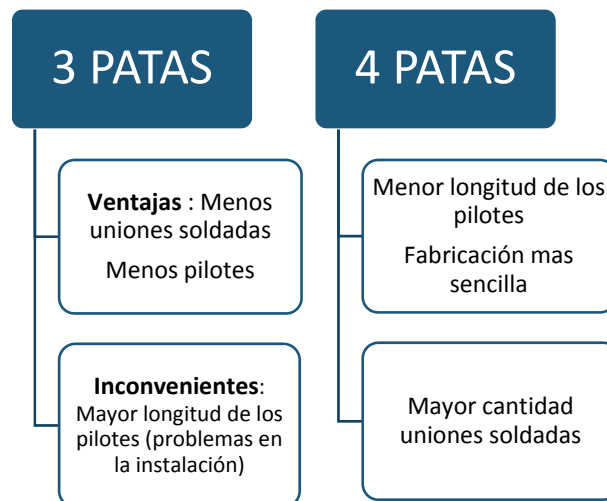 3 PATAS
Ventajas : Menos
uniones soldadas
Menos pilotes
Inconvenientes:
Mayor longitud de los
pilotes (problemas en
la instalación)
4 PATAS
Menor longitud de los
pilotes
Fabricación mas
sencilla
Mayor cantidad
uniones soldadas